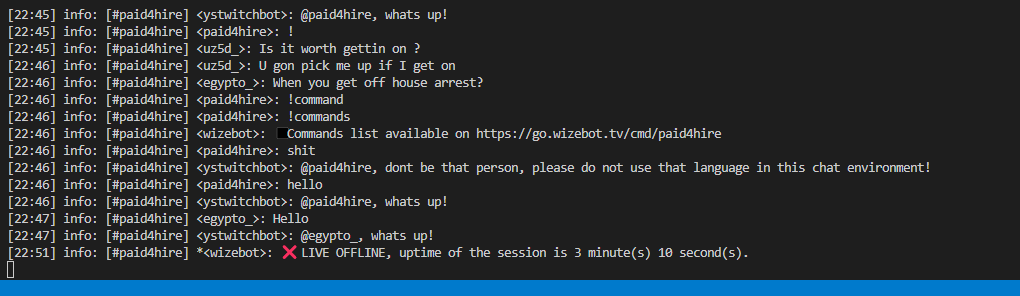 [22:45] info: [#paid4hire] <ystwitchbot>: @paid4hire, whats up!
[22:45] info: [#paid4hire] <paid4hire>: !
[22:45] info: [#paid4hire] <uz5d_>: Is it worth gettin on ?
[22:46] info: [#paid4hire] <uz5d_>: U gon pick me up if I get on
[22:46] info: [#paid4hire] <egypto_>: When you get off house arrest?
[22:46] info: [#paid4hire] <paid4hire>: !command
[22:46] info: [#paid4hire] <paid4hire>: !commands
[22:46] info: [#paid4hire] <wizebot>: Commands list available on https://go.wizebot.tv/cmd/paid4hire
[22:46] info: [#paid4hire] <paid4hire>: shit
[22:46] info: [#paid4hire] <ystwitchbot>: @paid4hire, dont be that person, please do not use that language in this chat environment!
[22:46] info: [#paid4hire] <paid4hire>: hello
[22:46] info: [#paid4hire] <ystwitchbot>: @paid4hire, whats up!
[22:47] info: [#paid4hire] <egypto_>: Hello
[22:47] info: [#paid4hire] <ystwitchbot>: @egypto_, whats up!
[22:51] info: [#paid4hire] *<wizebot>: ❌ LIVE OFFLINE, uptime of the session is 3 minute(s) 10 second(s).